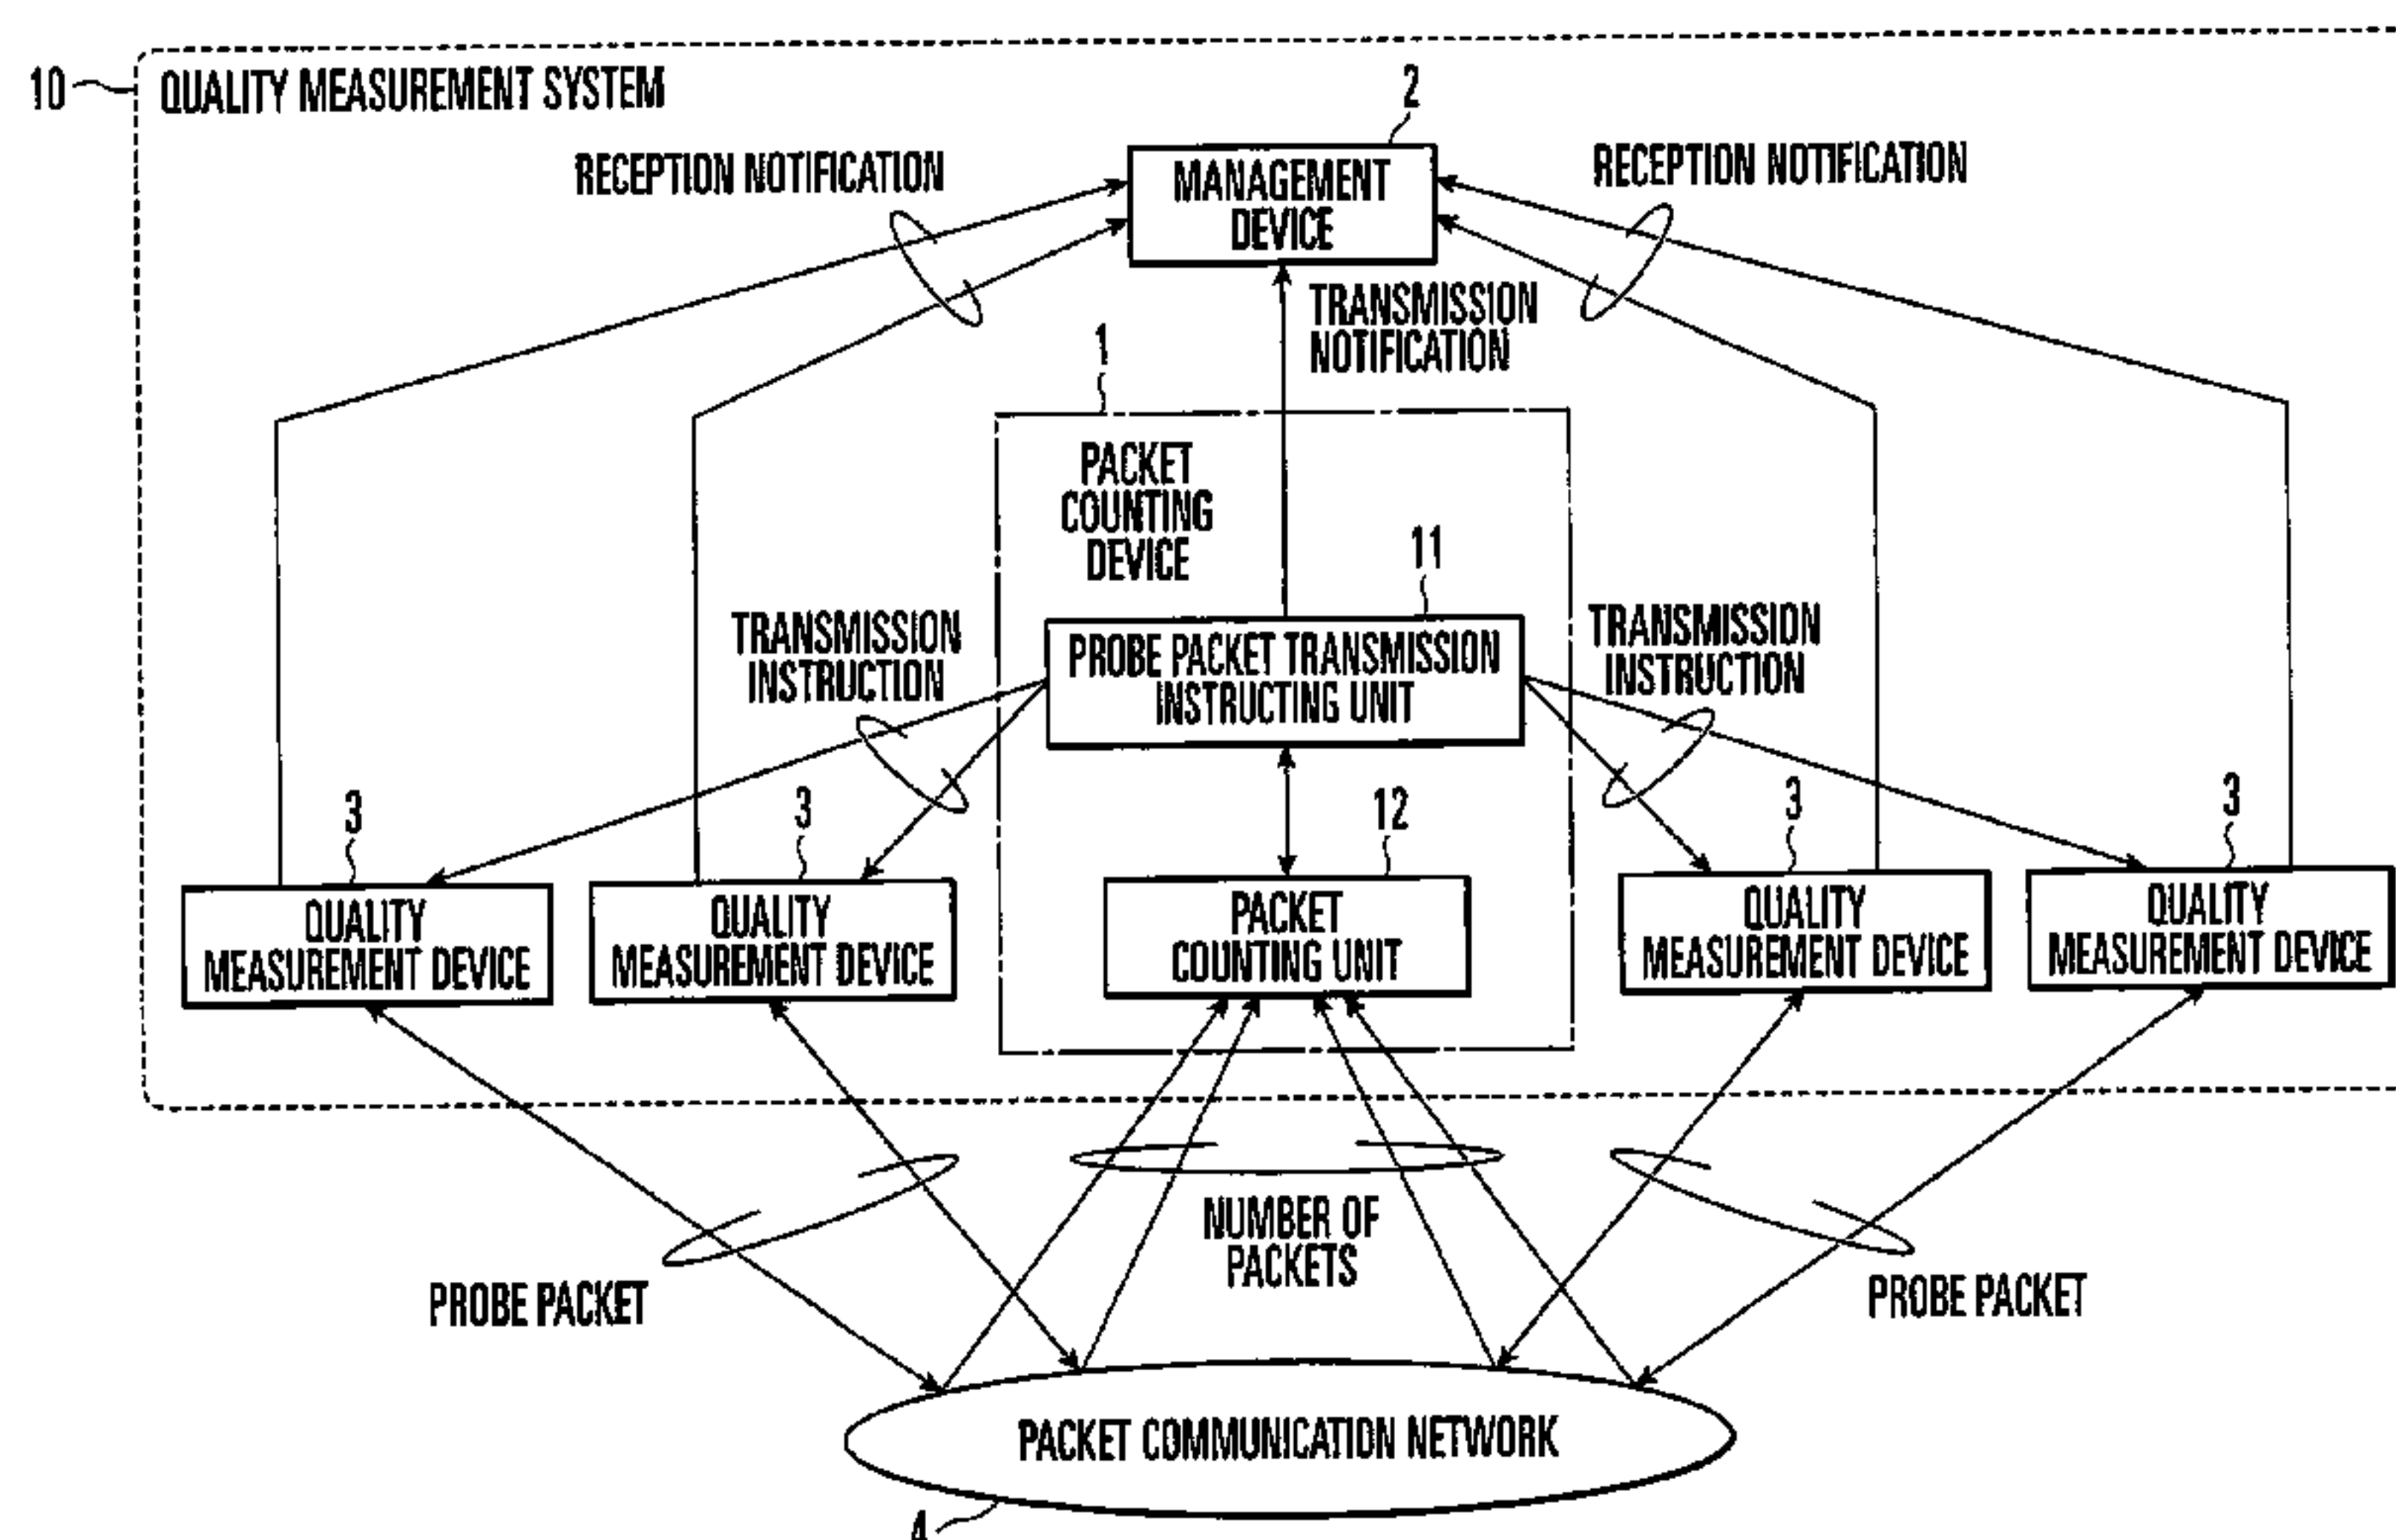 10
QUALITY MEASUREMENT SYSTEM
2
RECEPTION NOTIFICATION
MANAGEMENT
DEVICE
RECEPTION NOTIFICATION
TRANSMISSION
NOTIFICATION
1
PACKET
COUNTING
DEVICE
11
TRANSMISSION
INSTRUCTION
PROBE PACKET TRANSMISSION
INSTRUCTING UNIT
TRANSMISSION
INSTRUCTION
3
3
12
3
3
QUALITY
MEASUREMENT DEVICE
QUALITY
MEASUREMENT DEVICE
PACKET
COUNTING UNIT
QUALITY
MEASUREMENT DEVICE
QUALITY
MEASUREMENT DEVICE
NUMBER OF
PACKETS
PROBE PACKET
PROBE PACKET
PACKET COMMUNICATION NETWORK
4